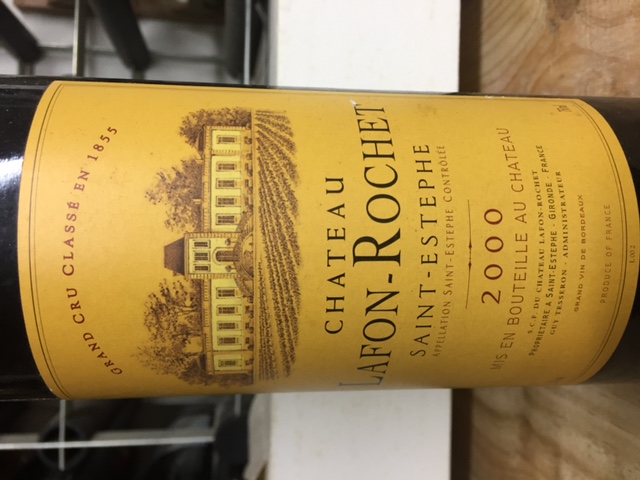 GRAND CRU CLASSÉ EN 1855
CHATEAU
LAFON-ROCHET
SAINT-ESTEPHE
APPELLATION SAINT-ESTEPHE CONTRÔLÉE
2000
MIS EN BOUTEILLE AU CHATEAU
S.C.F. DU CHATEAU LAFON-ROCHET
PROPRIETAIRE A SAINT-ESTEPHE - GIRONDE - FRANCE
GUY TESSERON - ADMINISTRATEUR
GRAND VIN DE BORDEAUX
PRODUCE OF FRANCE